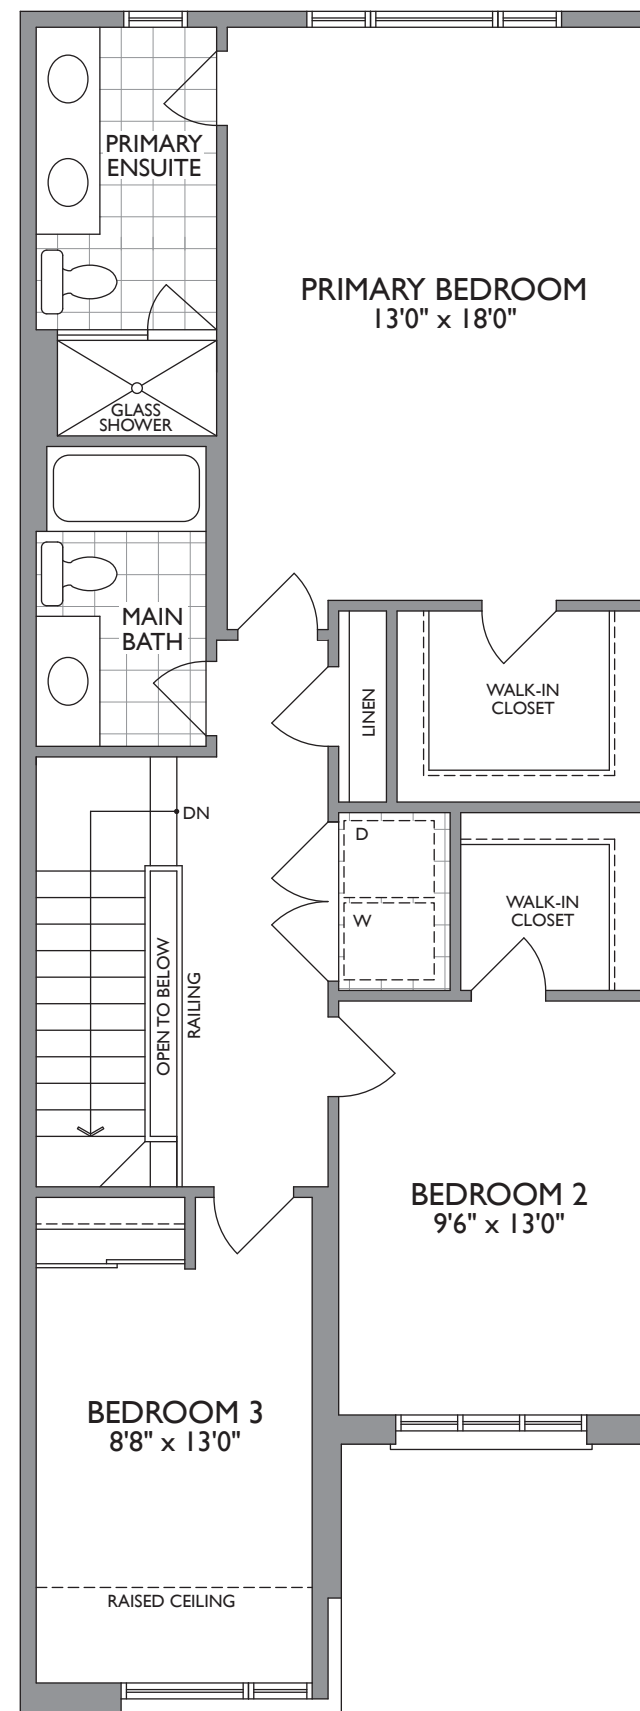 PRIMARY
ENSUITE
PRIMARY BEDROOM
13'0" x 18'0"
GLASS
SHOWER
MAIN
BATH
LINEN
WALK-IN
CLOSET
DN
D
W
WALK-IN
CLOSET
OPEN TO BELOW
RAILING
BEDROOM 2
9'6" x 13'0"
BEDROOM 3
8'8" x 13'0"
RAISED CEILING